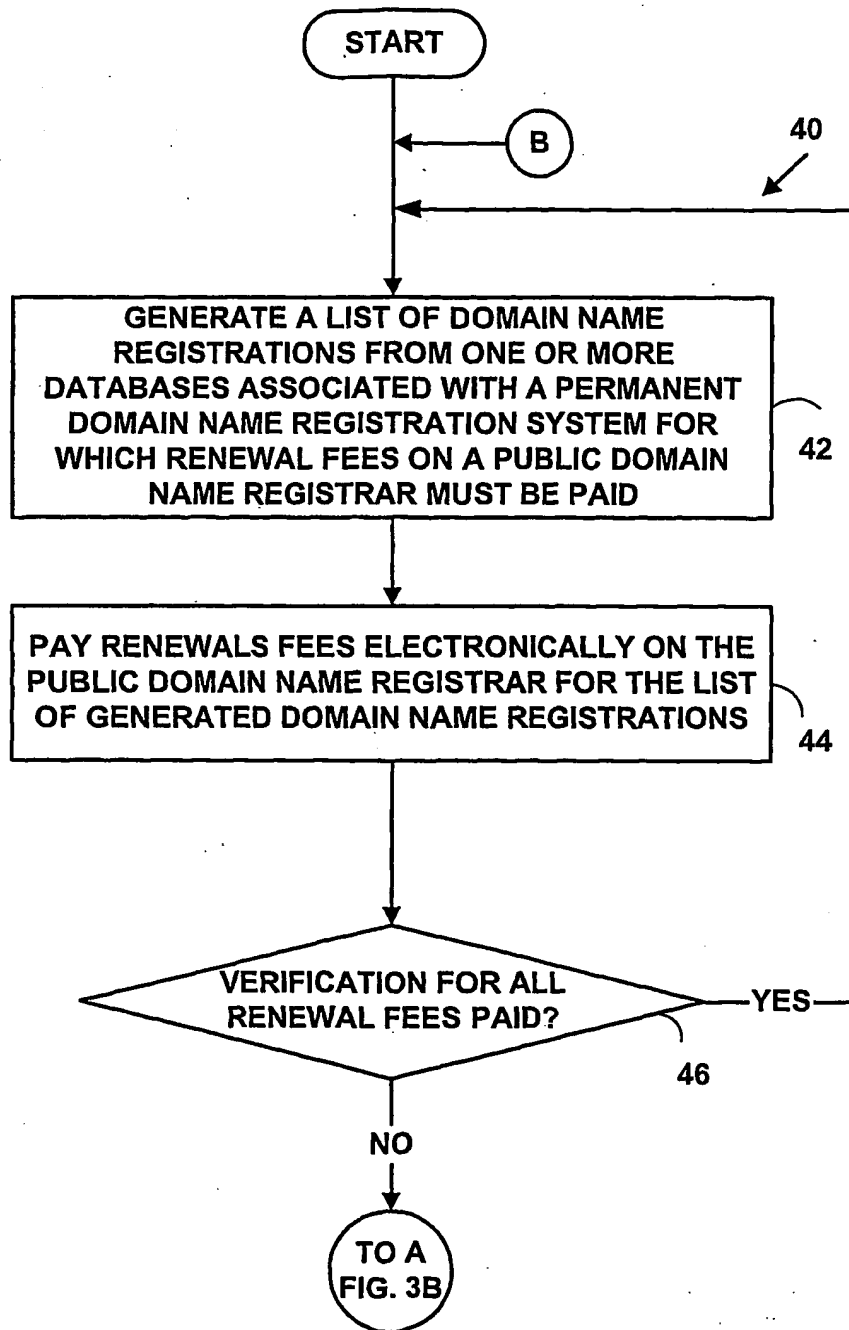 START
B
40
GENERATE A LIST OF DOMAIN NAME
REGISTRATIONS FROM ONE OR MORE
DATABASES ASSOCIATED WITH A PERMANENT
DOMAIN NAME REGISTRATION SYSTEM FOR
WHICH RENEWAL FEES ON A PUBLIC DOMAIN
NAME REGISTRAR MUST BE PAID
42
PAY RENEWALS FEES ELECTRONICALLY ON THE
PUBLIC DOMAIN NAME REGISTRAR FOR THE LIST
OF GENERATED DOMAIN NAME REGISTRATIONS
44
VERIFICATION FOR ALL
RENEWAL FEES PAID?
YES
46
NO
TO A
FIG. 3B